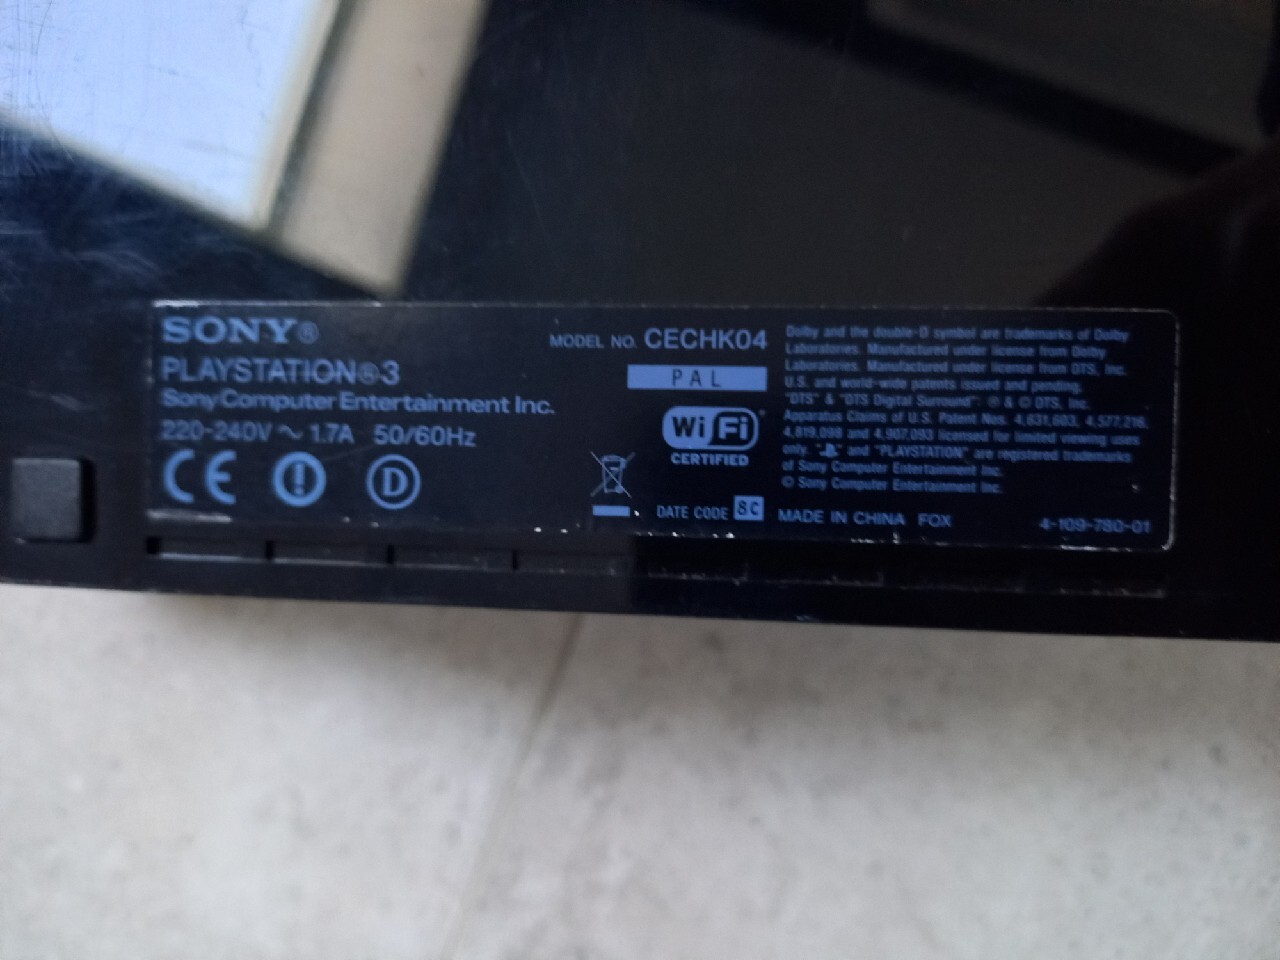 SONY®
PLAYSTATION®3
Sony Computer Entertainment Inc.
220-240V ~ 1.7A 50/60Hz
CE
D
MODEL NO. CECHK04
PAL
Wi Fi ®
CERTIFIED
DATE CODE 8C
Dolby and the double-D symbol are trademarks of Dolby
Laboratories. Manufactured under license from Dolby
Laboratories. Manufactured under license from DTS, Inc.
U.S. and world-wide patents issued and pending.
"DTS" & "DTS Digital Surround": ® & © DTS, Inc.
Apparatus Claims of U.S. Patent Nos. 4,631,603, 4,577,216,
4,819,098 and 4,907,093 licensed for limited viewing uses
only. " " and "PLAYSTATION" are registered trademarks
of Sony Computer Entertainment Inc.
© Sony Computer Entertainment Inc.
MADE IN CHINA FOX
4-109-780-01